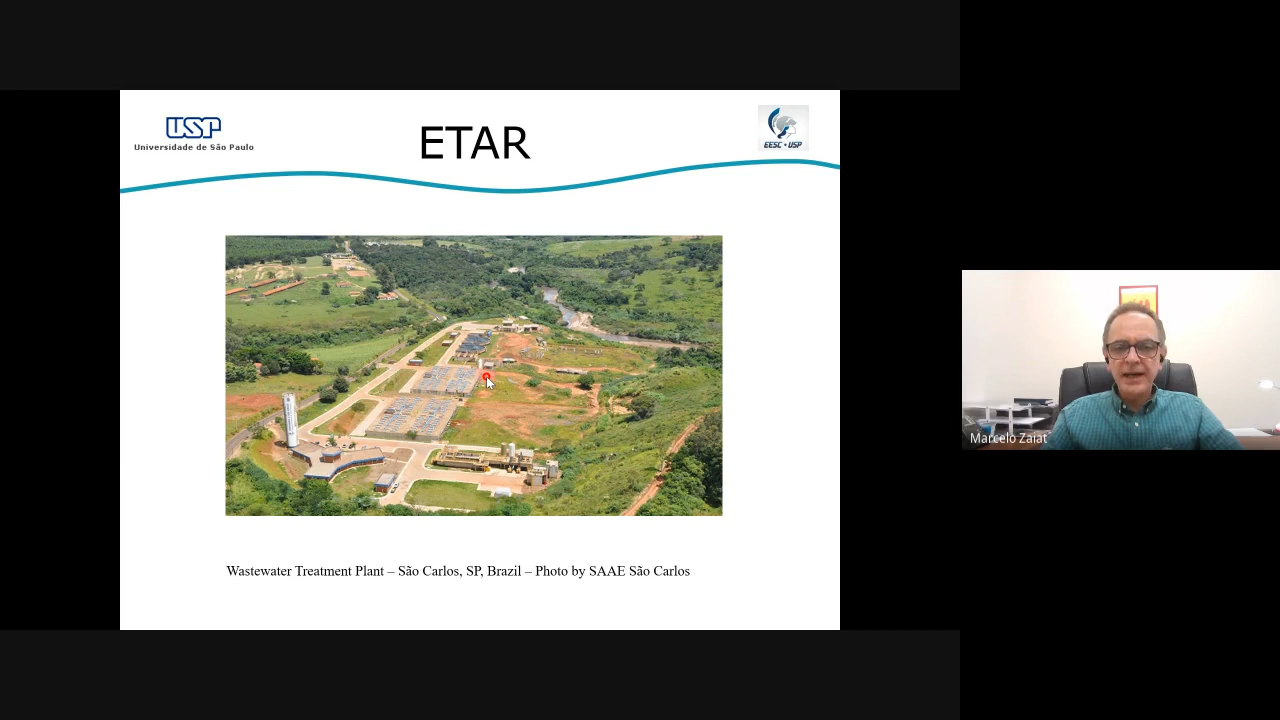 USP
Universidade de São Paulo
ETAR
EESC • USP
Wastewater Treatment Plant – São Carlos, SP, Brazil – Photo by SAAE São Carlos
Marcelo Zaiat